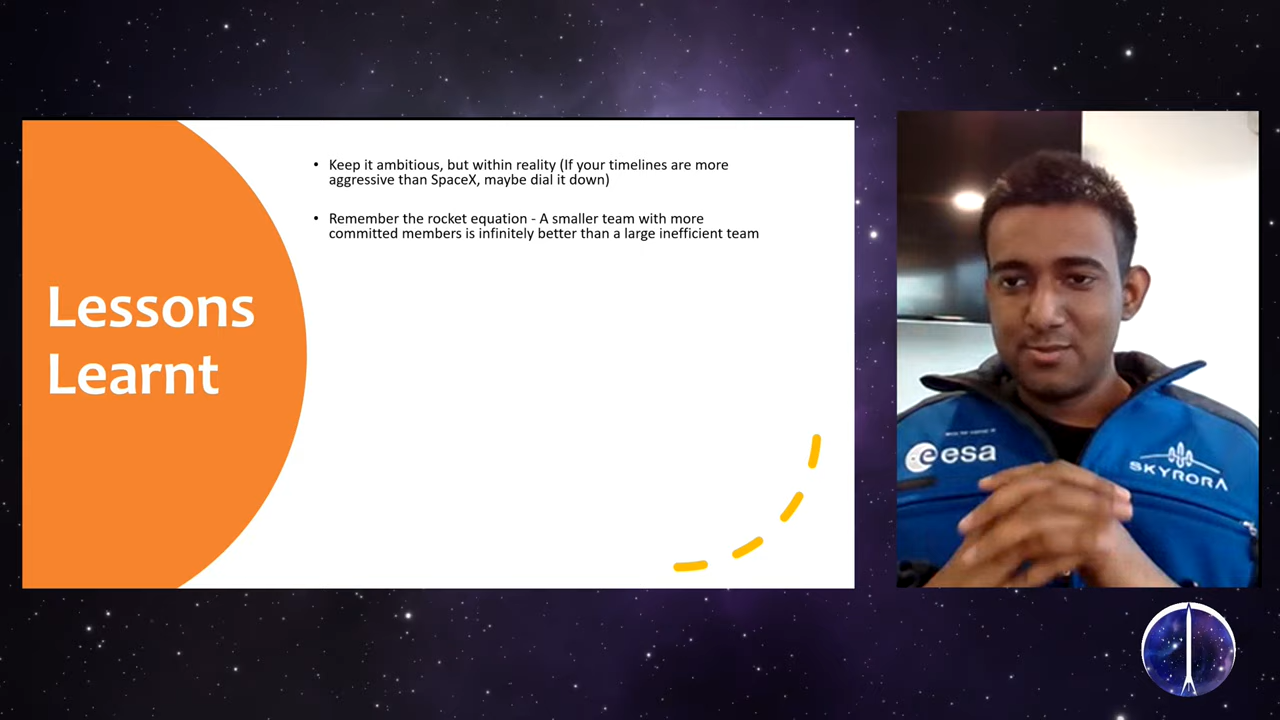 Lessons
Learnt
• Keep it ambitious, but within reality (If your timelines are more
aggressive than SpaceX, maybe dial it down)
• Remember the rocket equation - A smaller team with more
committed members is infinitely better than a large inefficient team
esa
SKYRORA